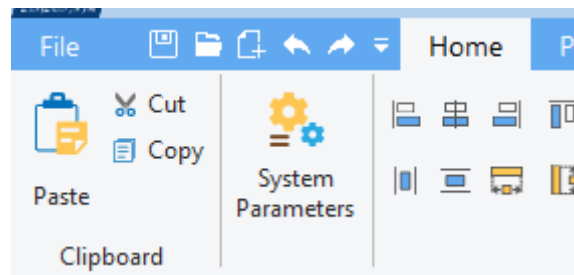 File
Home
P
Cut
Copy
Paste
System
Parameters
Clipboard